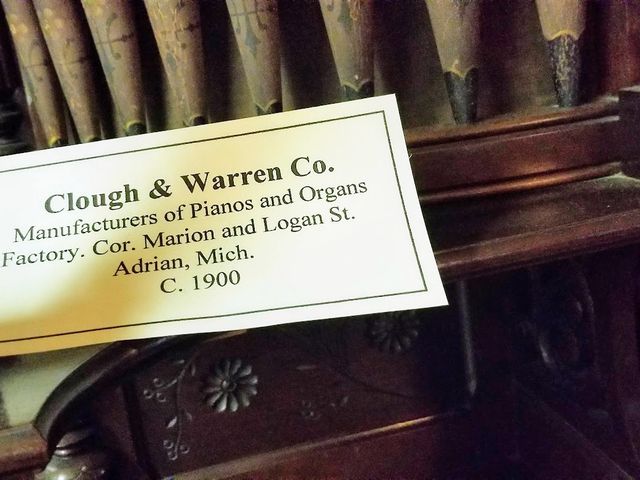 Clough & Warren Co.
Manufacturers of Pianos and Organs
Factory. Cor. Marion and Logan St.
Adrian, Mich.
C. 1900